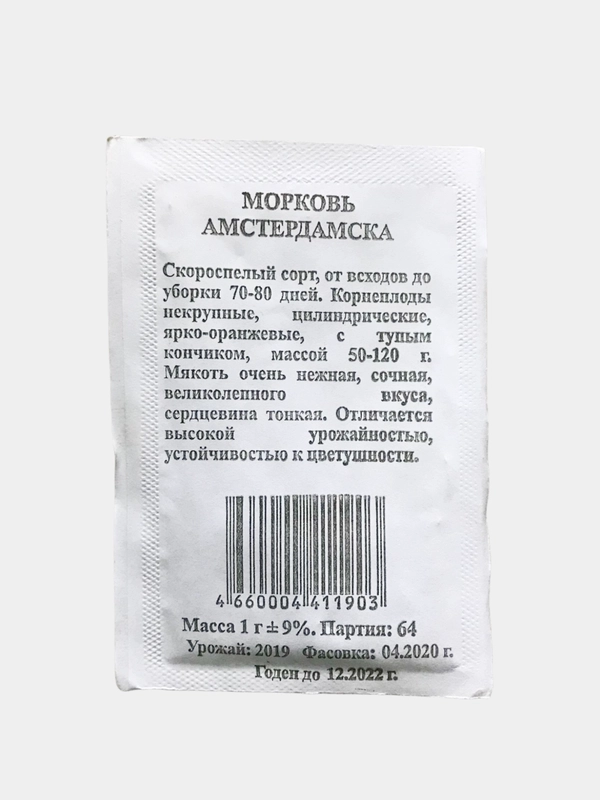 МОРКОВЬ
АМСТЕРДАМСКА
Скороспелый сорт, от всходов до
уборки 70-80 дней. Корнеплоды
некрупные, цилиндрические,
ярко-оранжевые, с тупым
кончиком, массой 50-120 г.
Мякоть очень нежная, сочная,
великолепного вкуса,
сердцевина тонкая. Отличается
высокой урожайностью,
устойчивостью к цветушности.
4 660004 411903
Масса 1 г ± 9%. Партия: 64
Урожай: 2019 Фасовка: 04.2020 г.
Годен до 12.2022 г.